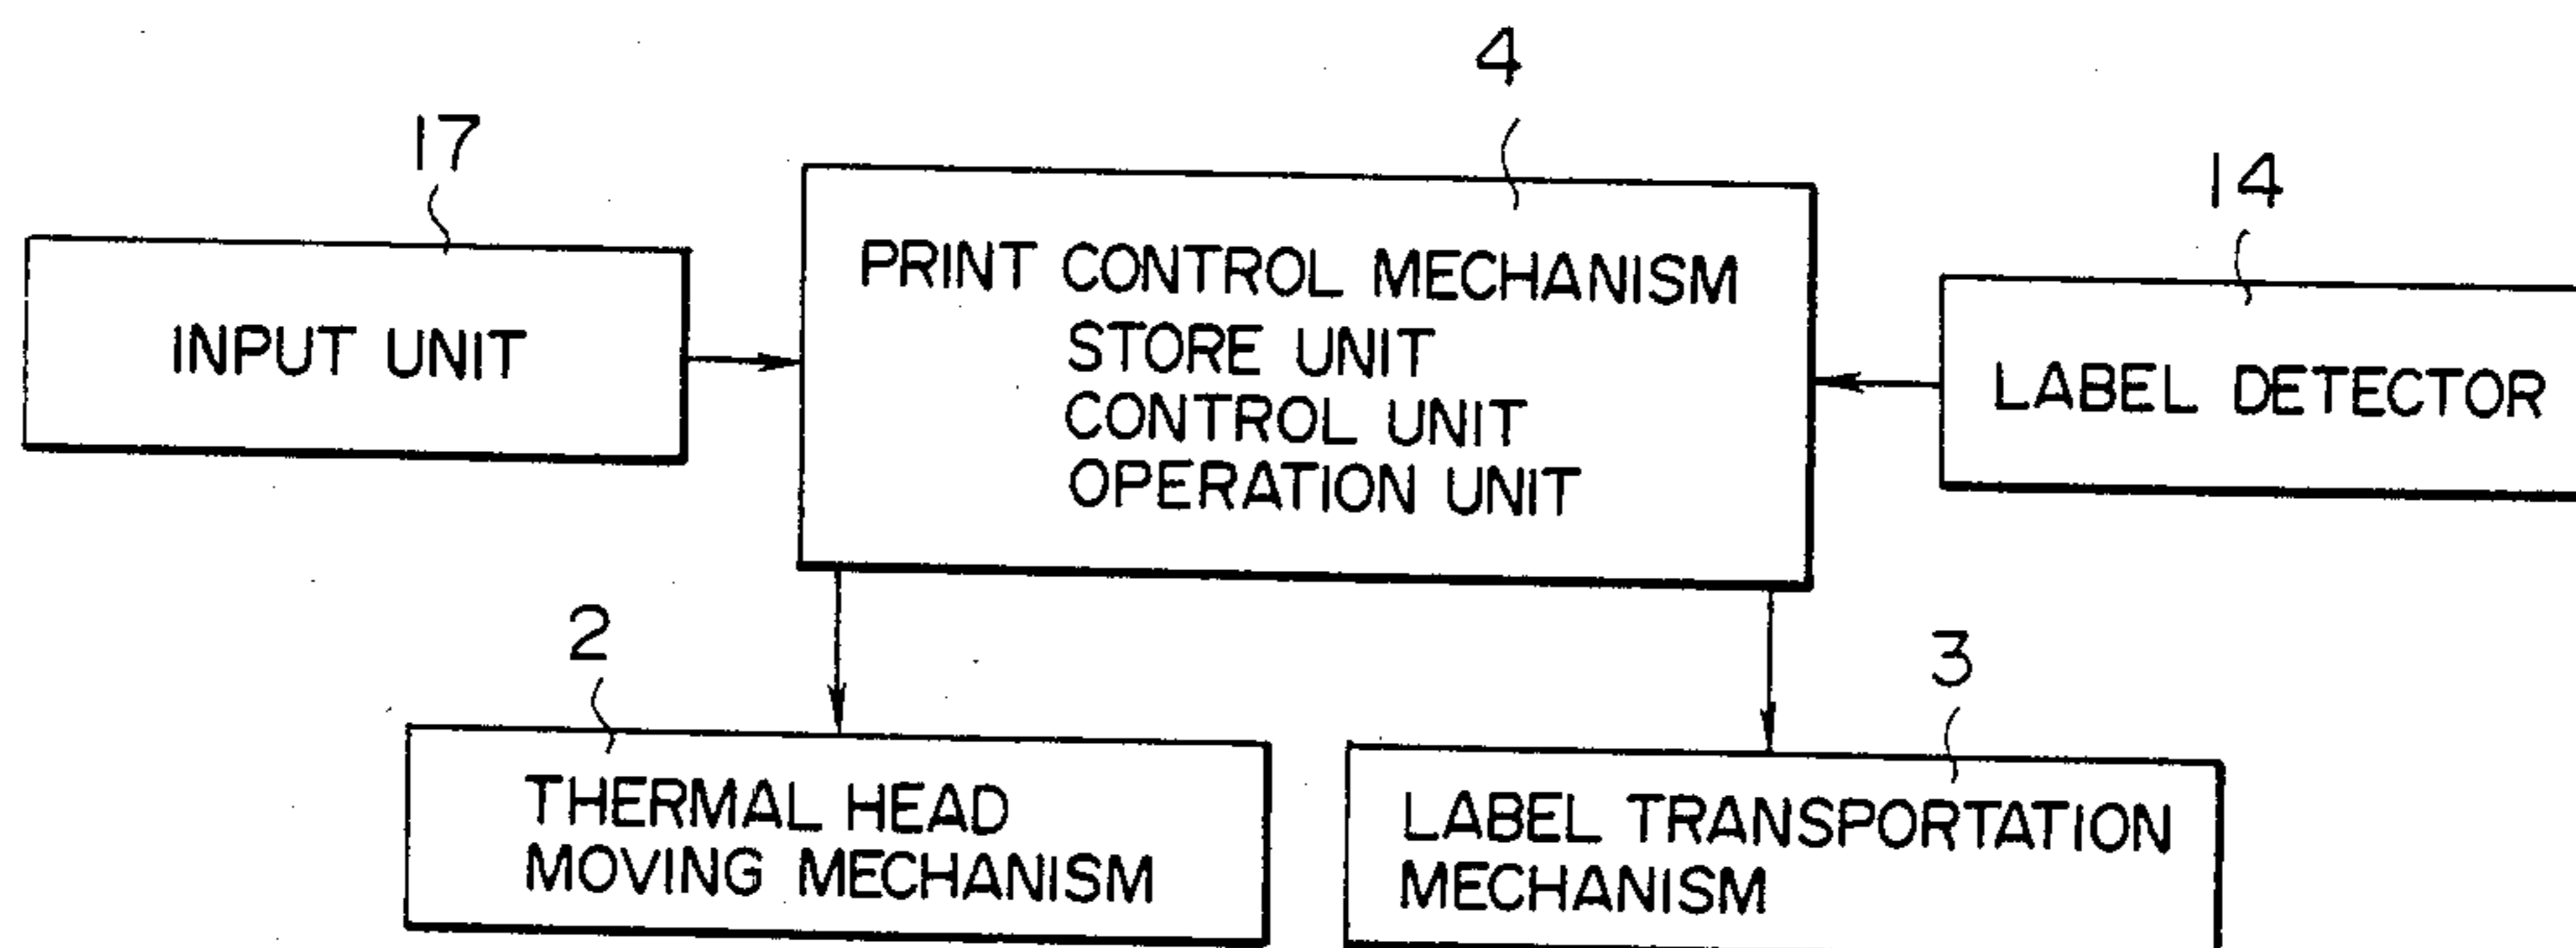 4
17
14
PRINT CONTROL MECHANISM
STORE UNIT
CONTROL UNIT
OPERATION UNIT
INPUT UNIT
LABEL DETECTOR
2
3
THERMAL HEAD
MOVING MECHANISM
LABEL TRANSPORTATION
MECHANISM